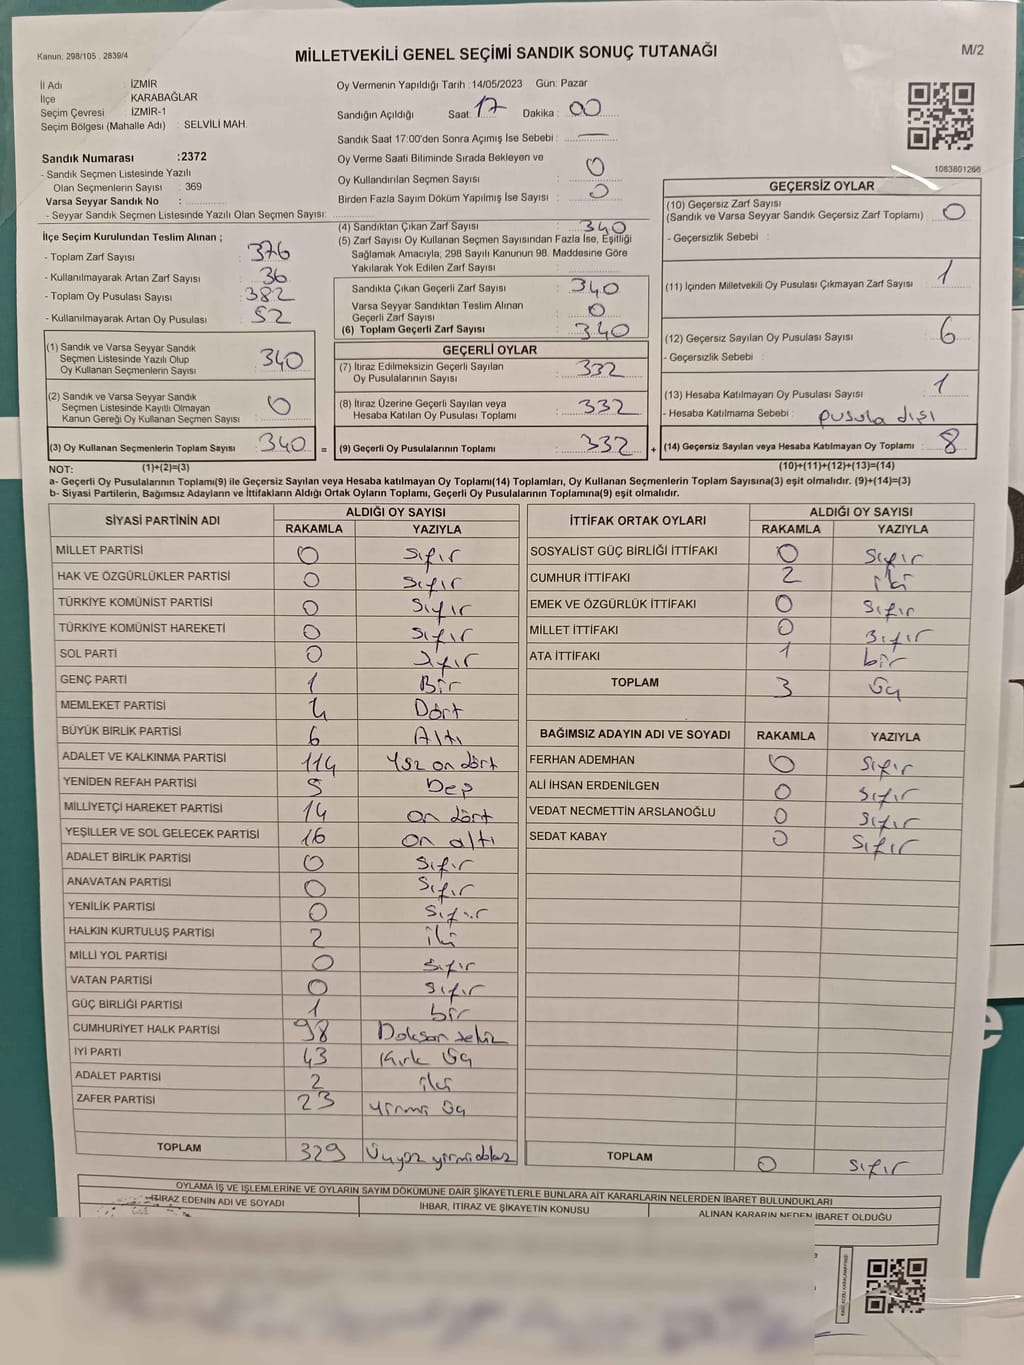 Kanun: 298/105 , 2839/4
MİLLETVEKİLİ GENEL SEÇİMİ SANDIK SONUÇ TUTANAĞI
M/2
İl Adı : İZMİR
İlçe : KARABAĞLAR
Seçim Çevresi : İZMİR-1
Seçim Bölgesi (Mahalle Adı) : SELVİLİ MAH.
Sandık Numarası :2372
- Sandık Seçmen Listesinde Yazılı
Olan Seçmenlerin Sayısı : 369
Varsa Seyyar Sandık No :
- Seyyar Sandık Seçmen Listesinde Yazılı Olan Seçmen Sayısı:
Oy Vermenin Yapıldığı Tarih :14/05/2023 Gün: Pazar
Sandığın Açıldığı Saat: 17 Dakika : 00
Sandık Saat 17:00'den Sonra Açımış İse Sebebi : —
Oy Verme Saati Bitiminde Sırada Bekleyen ve
Oy Kullandırılan Seçmen Sayısı : 0
Birden Fazla Sayım Döküm Yapılmış İse Sayısı : 0
1083801266
İlçe Seçim Kurulundan Teslim Alınan ;
- Toplam Zarf Sayısı : 376
- Kullanılmayarak Artan Zarf Sayısı : 36
- Toplam Oy Pusulası Sayısı : 382
- Kullanılmayarak Artan Oy Pusulası : 52
(1) Sandık ve Varsa Seyyar Sandık
Seçmen Listesinde Yazılı Olup
Oy Kullanan Seçmenlerin Sayısı : 340
(2) Sandık ve Varsa Seyyar Sandık
Seçmen Listesinde Kayıtlı Olmayan
Kanun Gereği Oy Kullanan Seçmen Sayısı : 0
(3) Oy Kullanan Seçmenlerin Toplam Sayısı : 340 =
(4) Sandıktan Çıkan Zarf Sayısı : 340
(5) Zarf Sayısı Oy Kullanan Seçmen Sayısından Fazla İse, Eşitliği
Sağlamak Amacıyla; 298 Sayılı Kanunun 98. Maddesine Göre
Yakılarak Yok Edilen Zarf Sayısı :
Sandıkta Çıkan Geçerli Zarf Sayısı : 340
Varsa Seyyar Sandıktan Teslim Alınan
Geçerli Zarf Sayısı : 0
(6) Toplam Geçerli Zarf Sayısı : 340
GEÇERLİ OYLAR
(7) İtiraz Edilmeksizin Geçerli Sayılan
Oy Pusulalarının Sayısı : 332
(8) İtiraz Üzerine Geçerli Sayılan veya
Hesaba Katılan Oy Pusulası Toplamı : 332
(9) Geçerli Oy Pusulalarının Toplamı : 332 +
GEÇERSİZ OYLAR
(10) Geçersiz Zarf Sayısı
(Sandık ve Varsa Seyyar Sandık Geçersiz Zarf Toplamı) : 0
- Geçersizlik Sebebi :
(11) İçinden Milletvekili Oy Pusulası Çıkmayan Zarf Sayısı : 1
(12) Geçersiz Sayılan Oy Pusulası Sayısı : 6
- Geçersizlik Sebebi :
(13) Hesaba Katılmayan Oy Pusulası Sayısı : 1
- Hesaba Katılmama Sebebi : pusula dışı
(14) Geçersiz Sayılan veya Hesaba Katılmayan Oy Toplamı : 8
NOT: (1)+(2)=(3) (10)+(11)+(12)+(13)=(14)
a- Geçerli Oy Pusulalarının Toplamı(9) ile Geçersiz Sayılan veya Hesaba katılmayan Oy Toplamı(14) Toplamları, Oy Kullanan Seçmenlerin Toplam Sayısına(3) eşit olmalıdır. (9)+(14)=(3)
b- Siyasi Partilerin, Bağımsız Adayların ve İttifakların Aldığı Ortak Oyların Toplamı, Geçerli Oy Pusulalarının Toplamına(9) eşit olmalıdır.
SİYASİ PARTİNİN ADI ALDIĞI OY SAYISI
RAKAMLA YAZIYLA
MİLLET PARTİSİ 0 Sıfır
HAK VE ÖZGÜRLÜKLER PARTİSİ 0 Sıfır
TÜRKİYE KOMÜNİST PARTİSİ 0 Sıfır
TÜRKİYE KOMÜNİST HAREKETİ 0 Sıfır
SOL PARTİ 0 Sıfır
GENÇ PARTİ 1 Bir
MEMLEKET PARTİSİ 4 Dört
BÜYÜK BİRLİK PARTİSİ 6 Altı
ADALET VE KALKINMA PARTİSİ 114 Yüz on dört
YENİDEN REFAH PARTİSİ 5 Beş
MİLLİYETÇİ HAREKET PARTİSİ 14 on dört
YEŞİLLER VE SOL GELECEK PARTİSİ 16 on altı
ADALET BİRLİK PARTİSİ 0 Sıfır
ANAVATAN PARTİSİ 0 Sıfır
YENİLİK PARTİSİ 0 Sıfır
HALKIN KURTULUŞ PARTİSİ 2 iki
MİLLİ YOL PARTİSİ 0 Sıfır
VATAN PARTİSİ 0 Sıfır
GÜÇ BİRLİĞİ PARTİSİ 1 bir
CUMHURİYET HALK PARTİSİ 98 Doksan sekiz
İYİ PARTİ 43 Kırk üç
ADALET PARTİSİ 2 iki
ZAFER PARTİSİ 23 yirmi üç
TOPLAM 329 Üçyüz yirmidokuz
İTTİFAK ORTAK OYLARI ALDIĞI OY SAYISI
RAKAMLA YAZIYLA
SOSYALİST GÜÇ BİRLİĞİ İTTİFAKI 0 Sıfır
CUMHUR İTTİFAKI 2 iki
EMEK VE ÖZGÜRLÜK İTTİFAKI 0 Sıfır
MİLLET İTTİFAKI 0 Sıfır
ATA İTTİFAKI 1 bir
TOPLAM 3 Üç
BAĞIMSIZ ADAYIN ADI VE SOYADI RAKAMLA YAZIYLA
FERHAN ADEMHAN 0 Sıfır
ALİ İHSAN ERDENİLGEN 0 Sıfır
VEDAT NECMETTİN ARSLANOĞLU 0 Sıfır
SEDAT KABAY 0 Sıfır
TOPLAM 0 Sıfır
OYLAMA İŞ VE İŞLEMLERİNE VE OYLARIN SAYIM DÖKÜMÜNE DAİR ŞİKAYETLERLE BUNLARA AİT KARARLARIN NELERDEN İBARET BULUNDUKLARI
İTİRAZ EDENİN ADI VE SOYADI İHBAR, İTİRAZ VE ŞİKAYETİN KONUSU ALINAN KARARIN NEDEN İBARET OLDUĞU